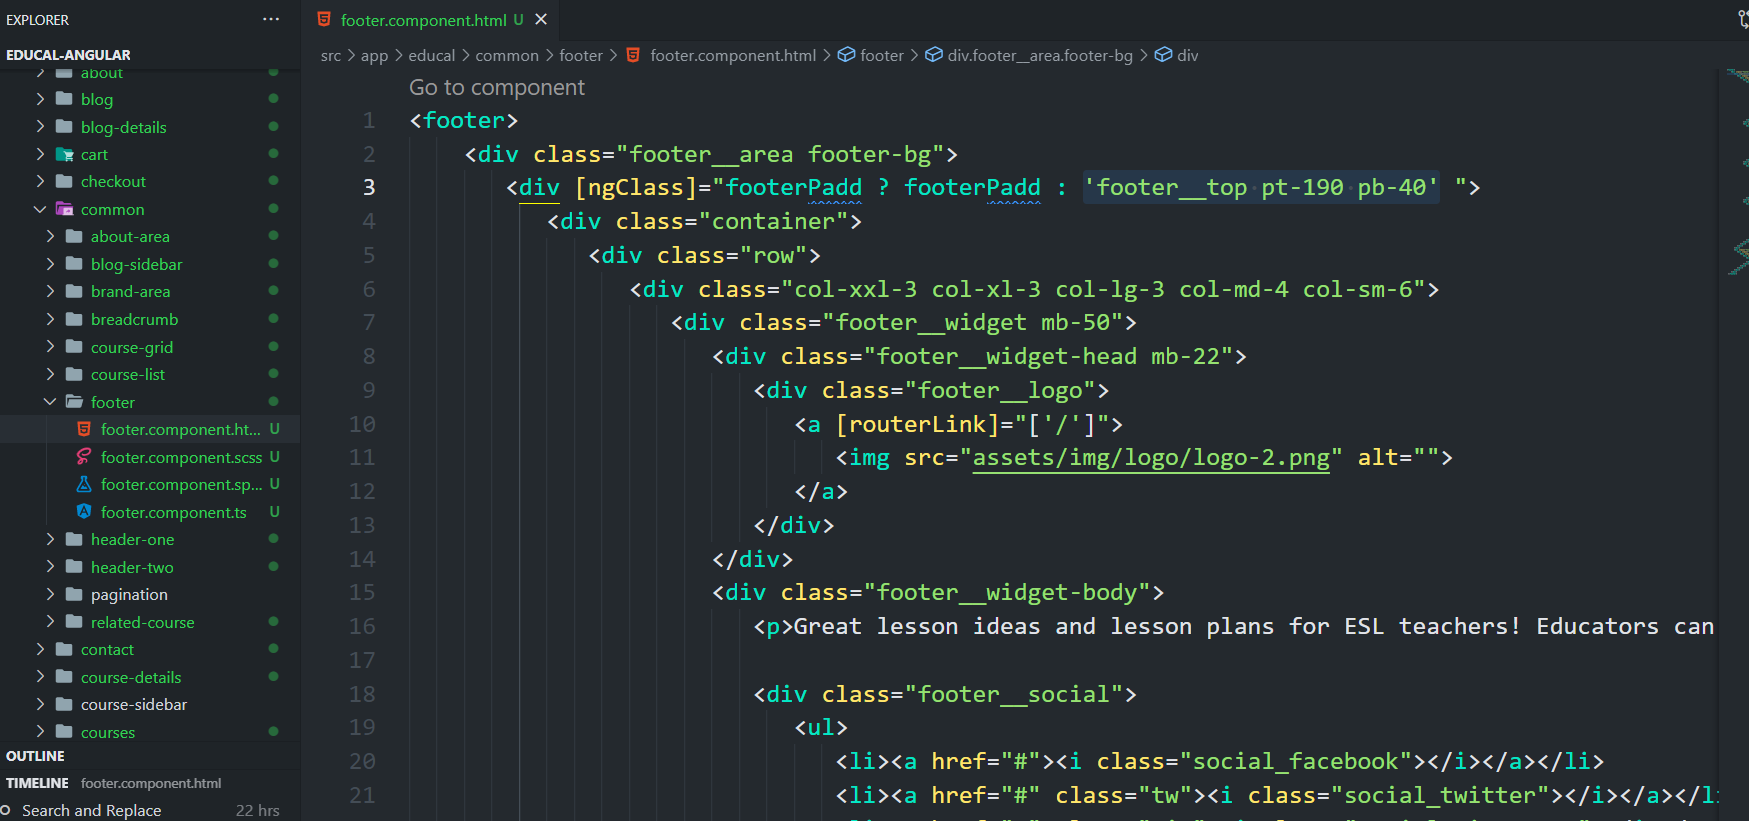 EXPLORER
EDUCAL-ANGULAR
about
blog
blog-details
cart
checkout
common
about-area
blog-sidebar
brand-area
breadcrumb
course-grid
course-list
footer
footer.component.ht... U
footer.component.scss U
footer.component.sp... U
footer.component.ts U
header-one
header-two
pagination
related-course
contact
course-details
course-sidebar
courses
OUTLINE
TIMELINE footer.component.html
Search and Replace 22 hrs
footer.component.html U
src > app > educal > common > footer > footer.component.html > footer > div.footer__area.footer-bg > div
Go to component
1 <footer>
2 <div class="footer__area footer-bg">
3 <div [ngClass]="footerPadd ? footerPadd : 'footer__top pt-190 pb-40' ">
4 <div class="container">
5 <div class="row">
6 <div class="col-xxl-3 col-xl-3 col-lg-3 col-md-4 col-sm-6">
7 <div class="footer__widget mb-50">
8 <div class="footer__widget-head mb-22">
9 <div class="footer__logo">
10 <a [routerLink]="['/']">
11 <img src="assets/img/logo/logo-2.png" alt="">
12 </a>
13 </div>
14 </div>
15 <div class="footer__widget-body">
16 <p>Great lesson ideas and lesson plans for ESL teachers! Educators can
17
18 <div class="footer__social">
19 <ul>
20 <li><a href="#"><i class="social_facebook"></i></a></li>
21 <li><a href="#" class="tw"><i class="social_twitter"></i></a></l